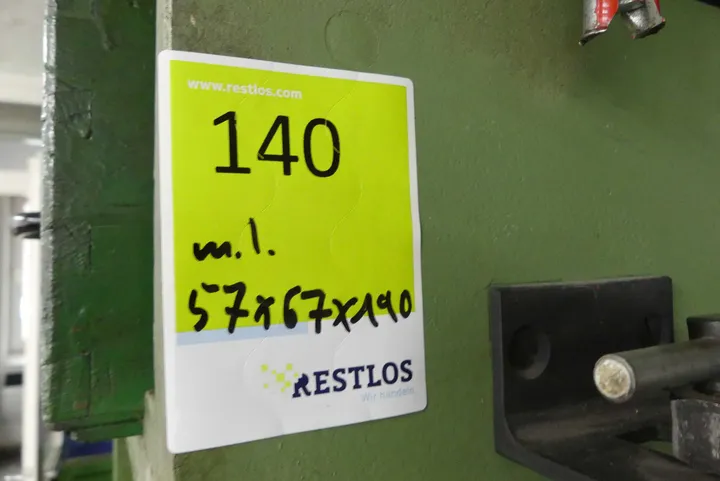 www.restlos.com
140
m.l.
57x67x190
RESTLOS
Wir handeln